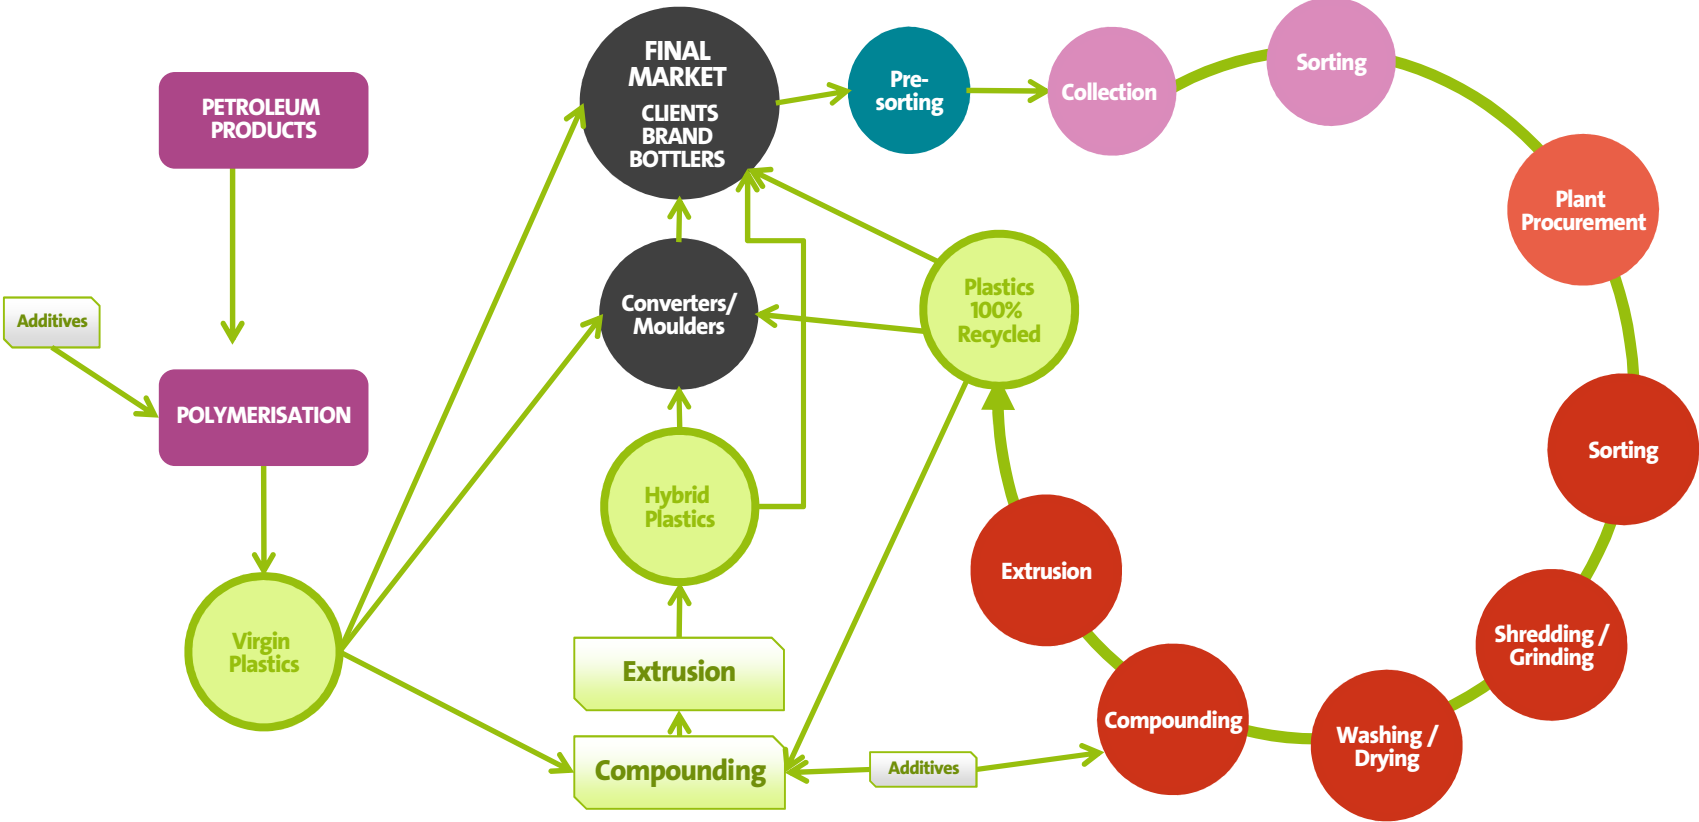 FINAL
MARKET
CLIENTS
BRAND
BOTTLERS
Pre-
sorting
Collection
Sorting
PETROLEUM
PRODUCTS
Plant
Procurement
Additives
Converters/
Moulders
Plastics
100%
Recycled
POLYMERISATION
Sorting
Hybrid
Plastics
Extrusion
Virgin
Plastics
Extrusion
Shredding /
Grinding
Compounding
Washing /
Drying
Compounding
Additives